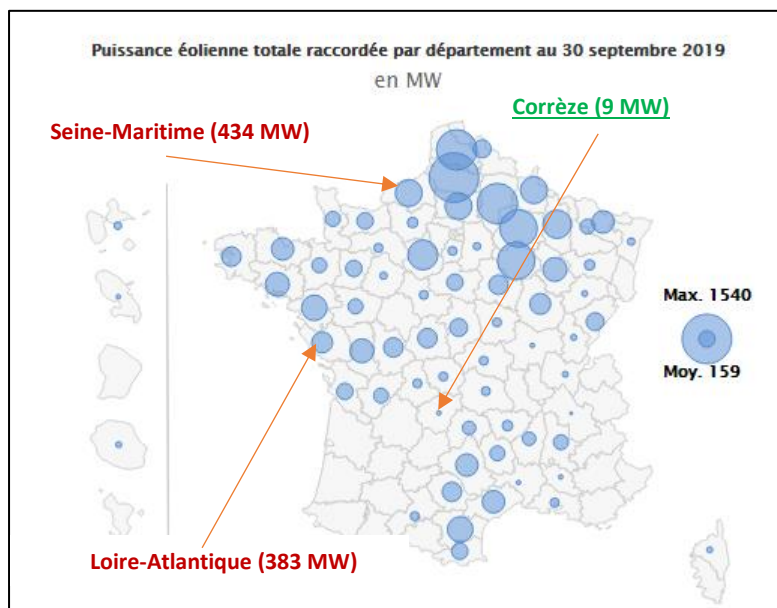 Puissance éolienne totale raccordée par département au 30 septembre 2019
en MW
Corrèze (9 MW)
Seine-Maritime (434 MW)
Max. 1540
Moy. 159
Loire-Atlantique (383 MW)